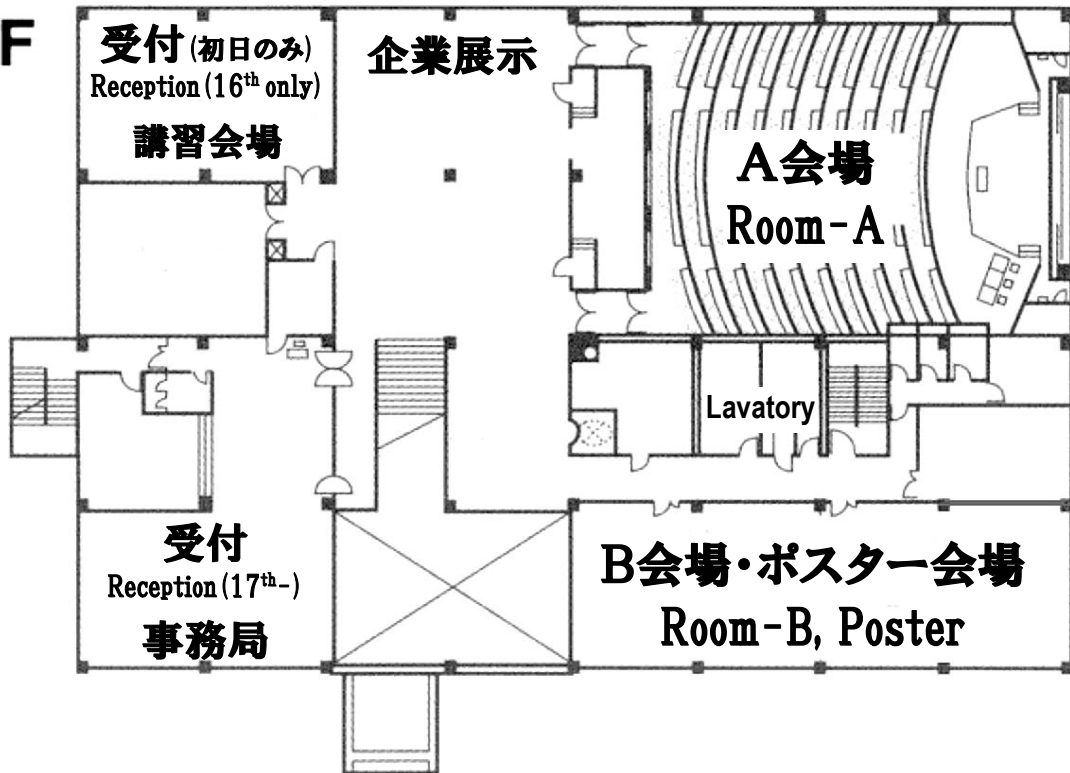 F
受付(初日のみ)
Reception(16th only)
講習会場
企業展示
A会場
Room-A
Lavatory
受付
Reception(17th-)
事務局
B会場・ポスター会場
Room-B, Poster